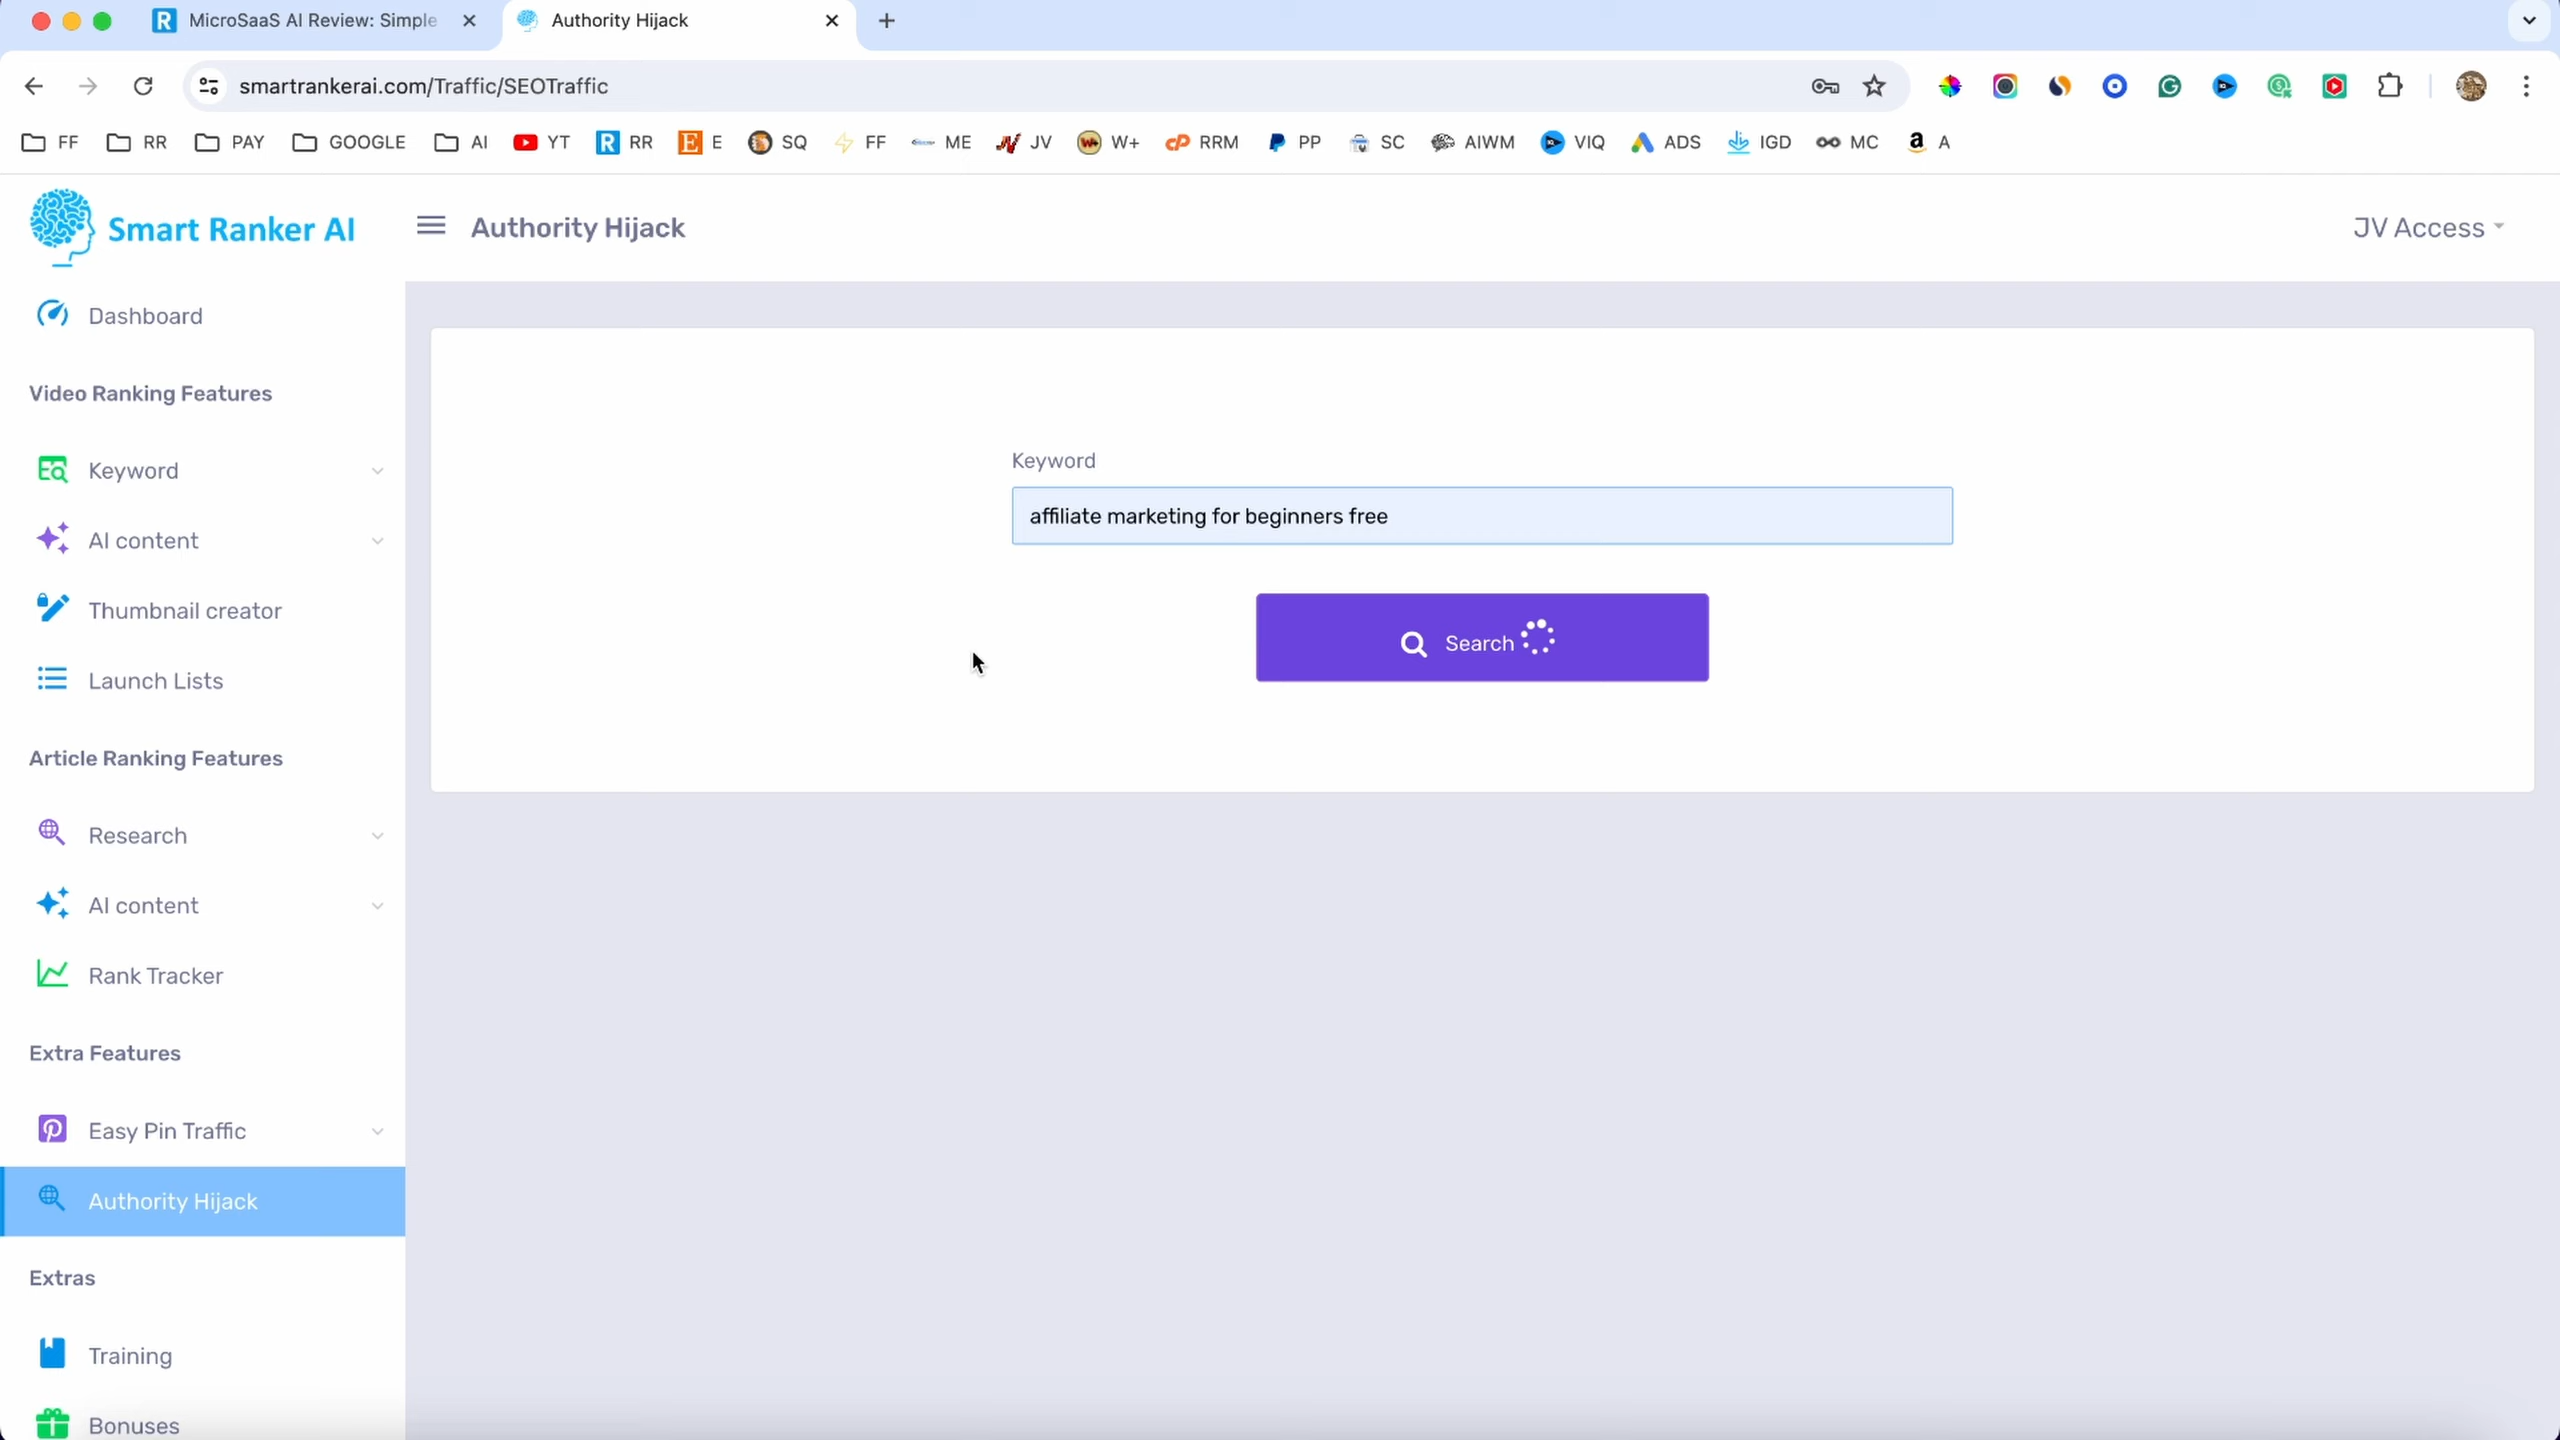 MicroSaaS AI Review: Simple
Authority Hijack
smartrankerai.com/Traffic/SEOTraffic
FF RR PAY GOOGLE AI YT RR E SQ FF ME JV W+ RRM PP SC AIWM VIQ ADS IGD MC A
Smart Ranker AI
Authority Hijack
JV Access
Dashboard
Video Ranking Features
Keyword
AI content
Thumbnail creator
Launch Lists
Article Ranking Features
Research
AI content
Rank Tracker
Extra Features
Easy Pin Traffic
Authority Hijack
Extras
Training
Bonuses
Keyword
affiliate marketing for beginners free
Search